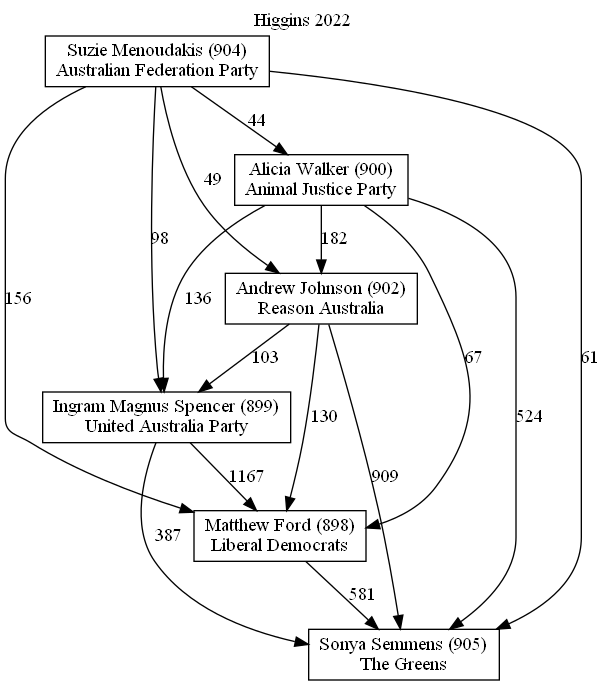 Higgins 2022
Suzie Menoudakis (904)
Australian Federation Party
44
Alicia Walker (900)
Animal Justice Party
49
98
182
136
156
Andrew Johnson (902)
Reason Australia
103
67
61
Ingram Magnus Spencer (899)
United Australia Party
130
524
1167
909
387
Matthew Ford (898)
Liberal Democrats
581
Sonya Semmens (905)
The Greens